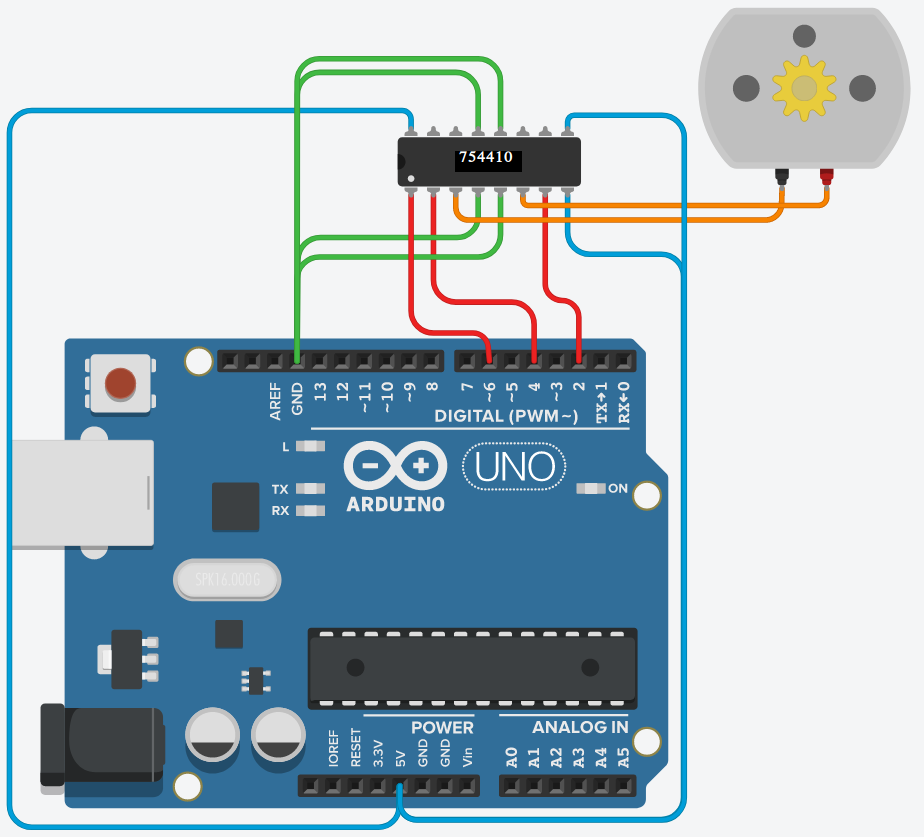 754410
AREF
GND
13
12
~11
~10
~9
8
7
~6
~5
4
~3
2
TX→1
RX←0
DIGITAL (PWM~)
L
TX
RX
ARDUINO
UNO
ON
SPK16.000G
POWER
ANALOG IN
IOREF
RESET
3.3V
5V
GND
GND
Vin
A0
A1
A2
A3
A4
A5